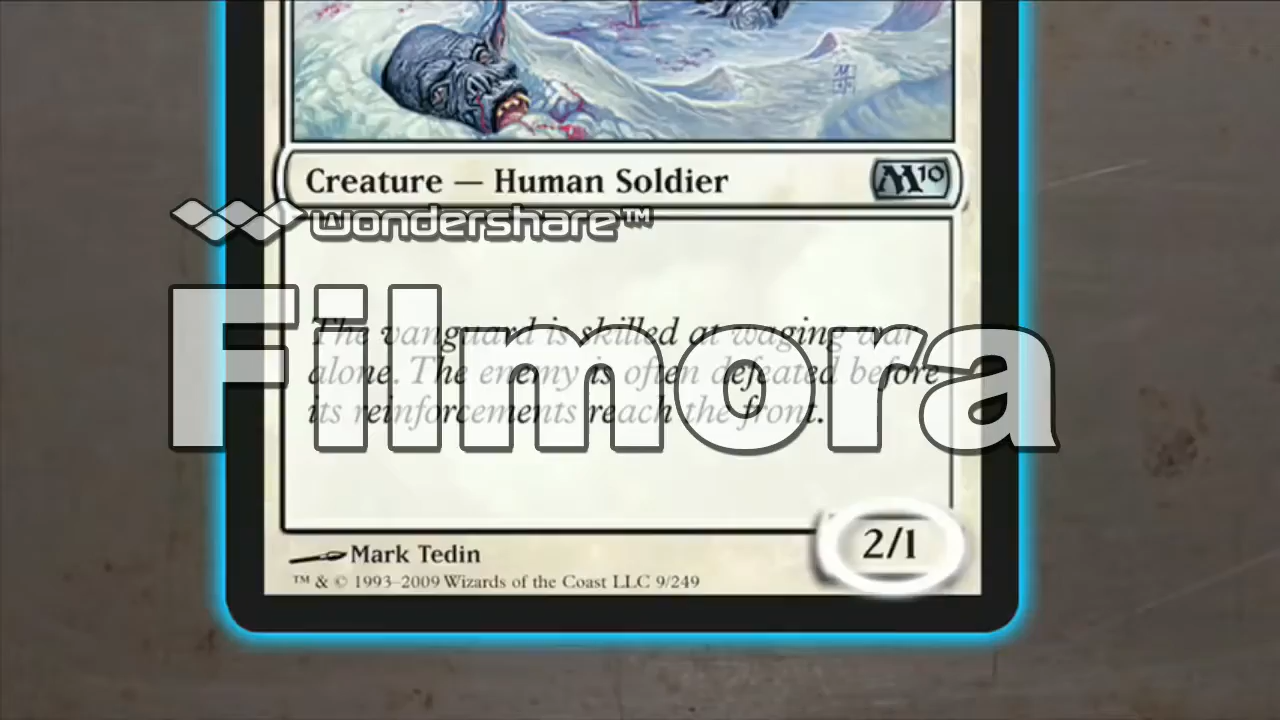 Creature — Human Soldier
M10
wondershare™
Filmora
The vanguard is skilled at waging war
alone. The enemy is often defeated before
its reinforcements reach the front.
2/1
Mark Tedin
™ & © 1993–2009 Wizards of the Coast LLC 9/249